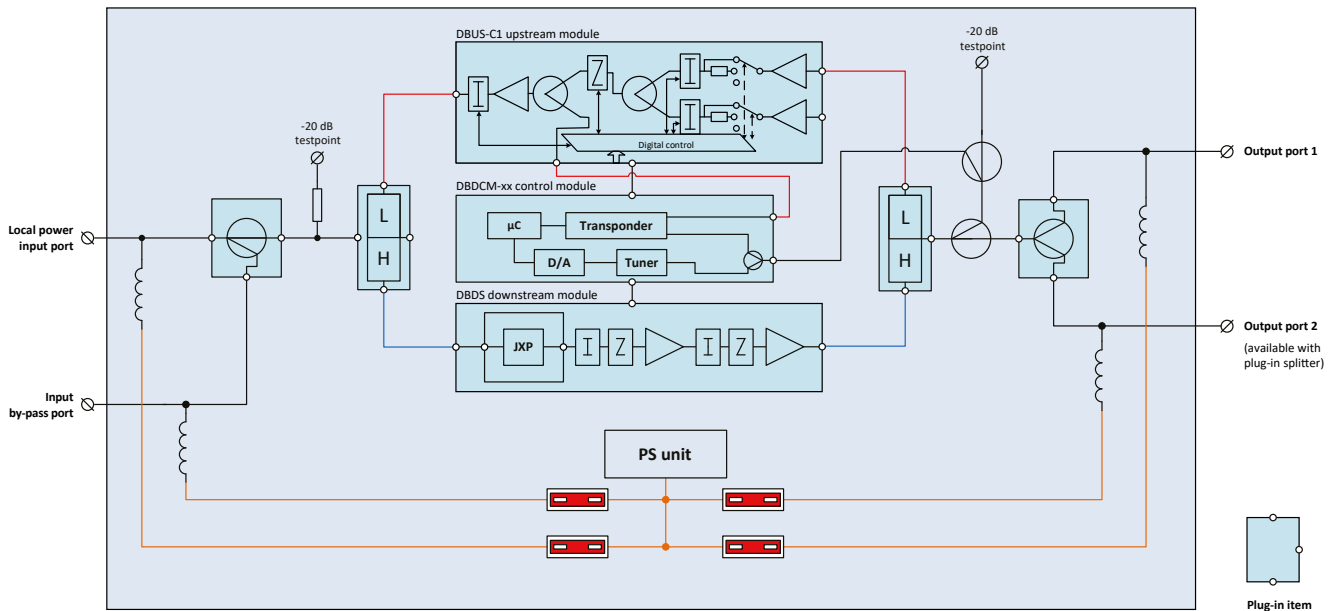 DBUS-C1 upstream module
-20 dB
testpoint
Digital control
-20 dB
testpoint
Output port 1
DBDCM-xx control module
L
H
µC
Transponder
D/A
Tuner
L
H
Local power
input port
DBDS downstream module
JXP
I
Z
I
Z
Output port 2
(available with
plug-in splitter)
Input
by-pass port
PS unit
Plug-in item